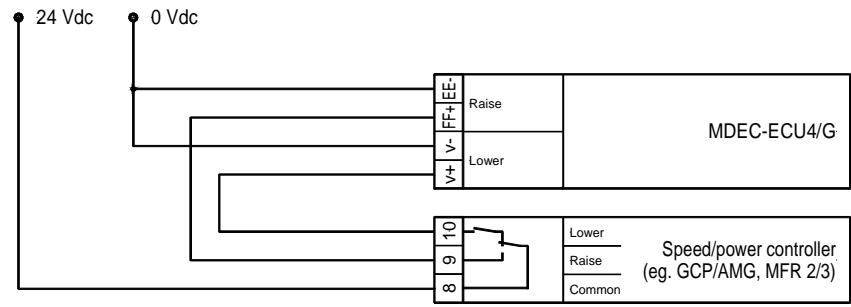 24 Vdc
0 Vdc
EE-
Raise
FF+
MDEC-ECU4/G
V-
Lower
V+
10
Lower
Speed/power controller
9
Raise
(eg. GCP/AMG, MFR 2/3)
8
Common